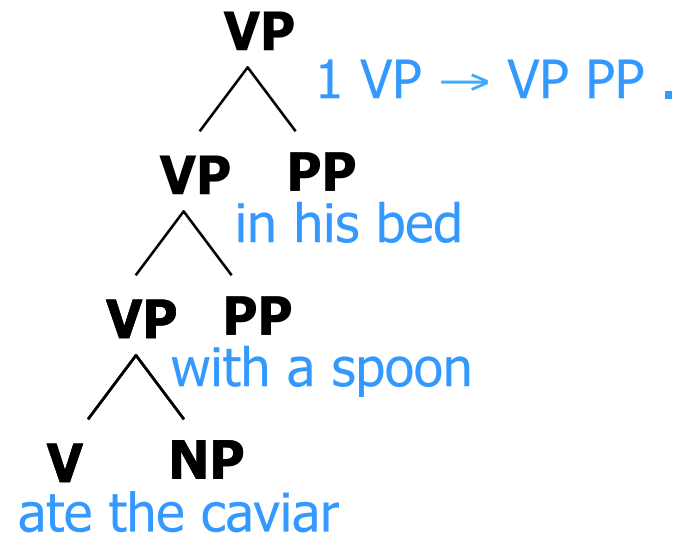 VP
1 VP → VP PP .
VP PP
in his bed
VP PP
with a spoon
V NP
ate the caviar